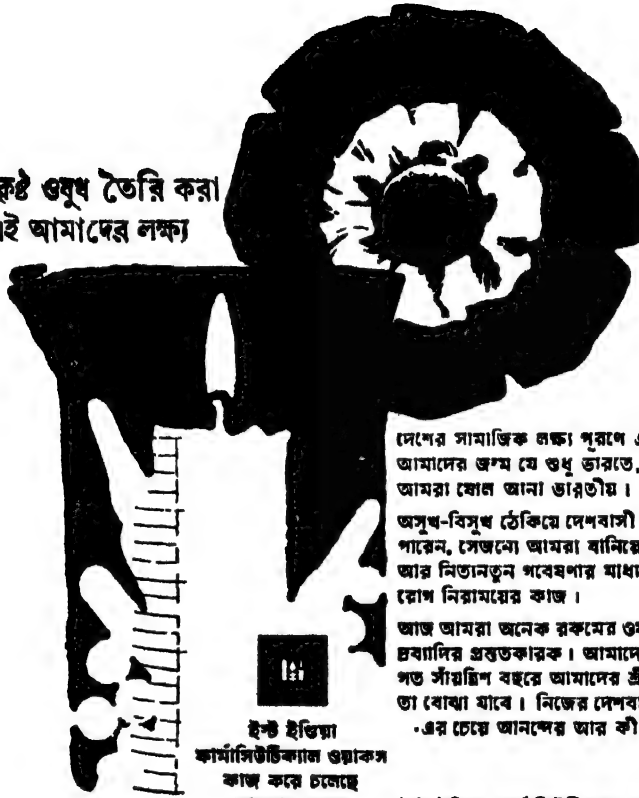 ওষুধ তৈরি করা
আমাদের লক্ষ্য
দেশের সামাজিক লক্ষ্য পূরণে
আমাদের জন্ম যে শুধু ভারতে,
আমরা ষোল আনা ভারতীয়।
অসুখ-বিসুখ ঠেকিয়ে দেশবাসী
পারেন, সেজন্যে আমরা
আর নিত্যনতুন গবেষণার
রোগ নিরাময়ের কাজ।
আজ আমরা অনেক রকমের
দ্রব্যাদির প্রস্তুতকারক। আমাদের
গত সাঁয়ত্রিশ বছরে আমাদের
তা বোঝা যাবে। নিজের
এর চেয়ে আনন্দের আর কী
ইস্ট ইন্ডিয়া
ফার্মাসিউটিক্যাল ওয়ার্কস
কাজ করে চলেছে